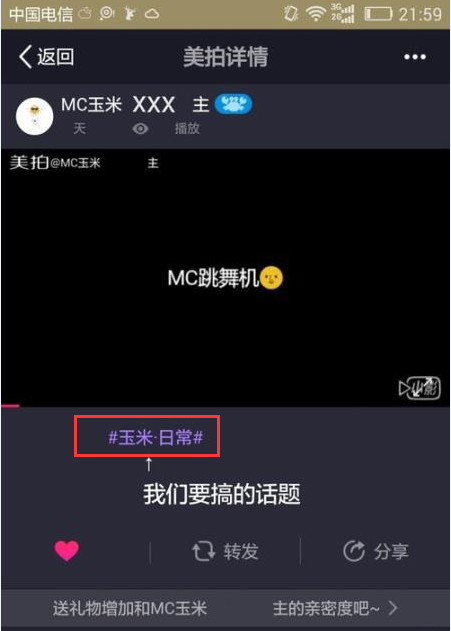 中国电信 3G 2G 21:59
返回 美拍详情
MC玉米 XXX 主
天 播放
美拍@MC玉米 主
MC跳舞机
#玉米·日常#
↑
我们要搞的话题
转发 分享
送礼物增加和MC玉米 主的亲密度吧~